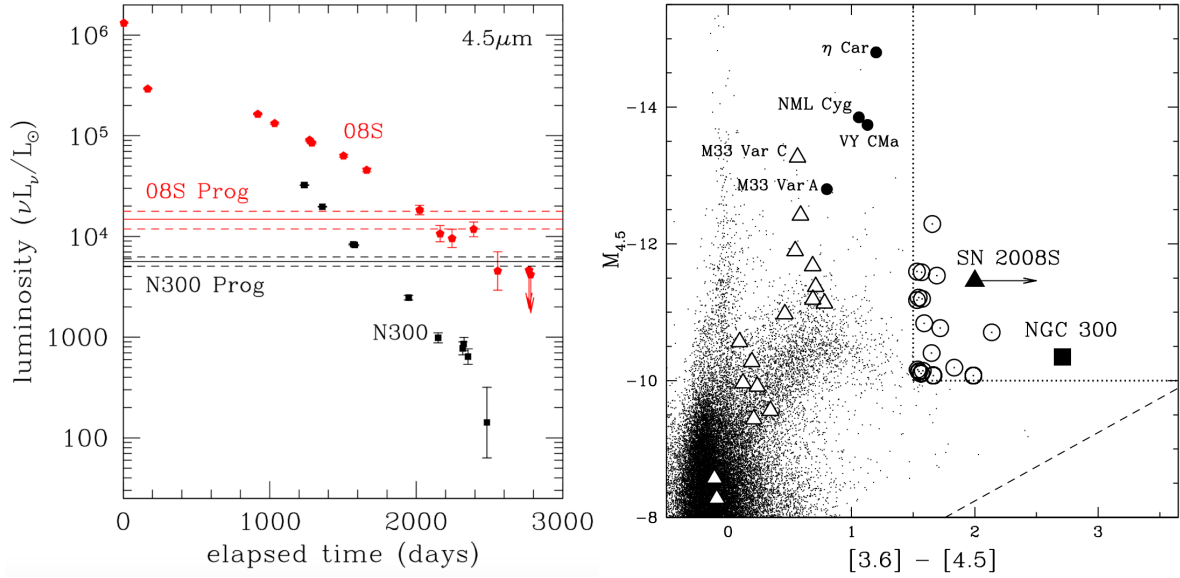 4.5μm
08S
08S Prog
N300 Prog
N300
luminosity (νL_ν/L_⊙)
10⁶
10⁵
10⁴
1000
100
0 1000 2000 3000
elapsed time (days)
η Car
NML Cyg
VY CMa
M33 Var C
M33 Var A
SN 2008S
NGC 300
M_4.5
-14
-12
-10
-8
0 1 2 3
[3.6] - [4.5]